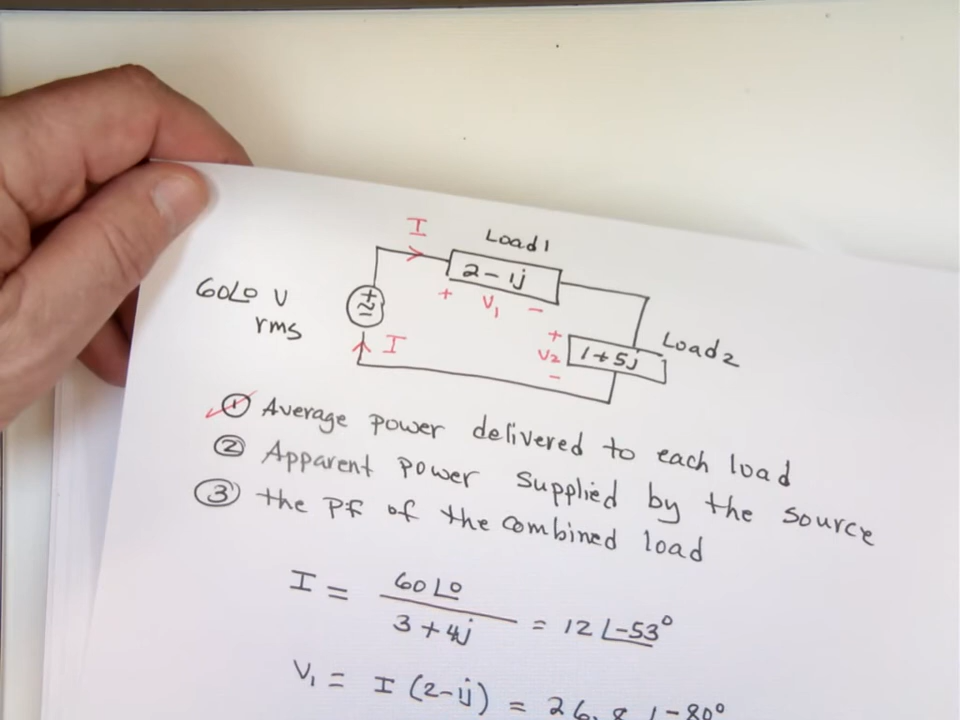 I
Load1
2-1j
+ V₁ -
60∠0 V
rms
+
≈
-
I
+
V2
-
1+5j
Load2
① Average power delivered to each load
② Apparent power supplied by the source
③ the Pf of the combined load
I = 60∠0 / 3+4j = 12∠-53°
V₁ = I (2-1j) = 26.8∠-80°